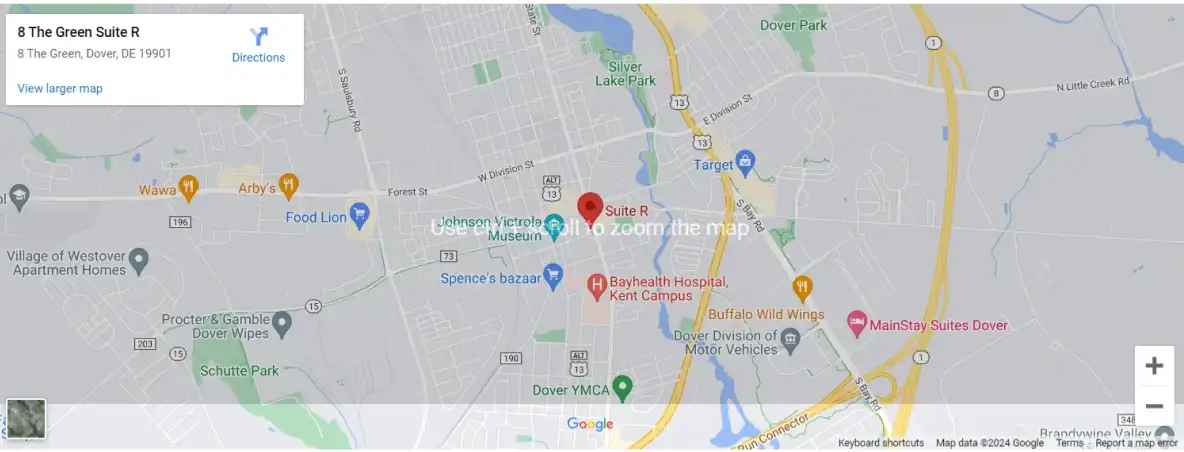 8 The Green Suite R
8 The Green, Dover, DE 19901
Directions
View larger map
State St
Dover Park
1
Silver
Lake Park
8
N Little Creek Rd
S Saulsbury Rd
13
E Division St
13
W Division St
Target
Wawa
Arby's
Forest St
ALT
13
196
Food Lion
Suite R
S Bay Rd
Johnson Victrola
Museum
Use ctrl + scroll to zoom the map
Village of Westover
Apartment Homes
73
Spence's bazaar
H
Bayhealth Hospital,
Kent Campus
15
Buffalo Wild Wings
Procter & Gamble
Dover Wipes
MainStay Suites Dover
Dover Division of
Motor Vehicles
203
15
190
ALT
13
1
Schutte Park
Dover YMCA
S Bay Rd
+
−
Google
Run Connector
348
Brandywine Valley
Keyboard shortcuts
Map data ©2024 Google
Terms
Report a map error